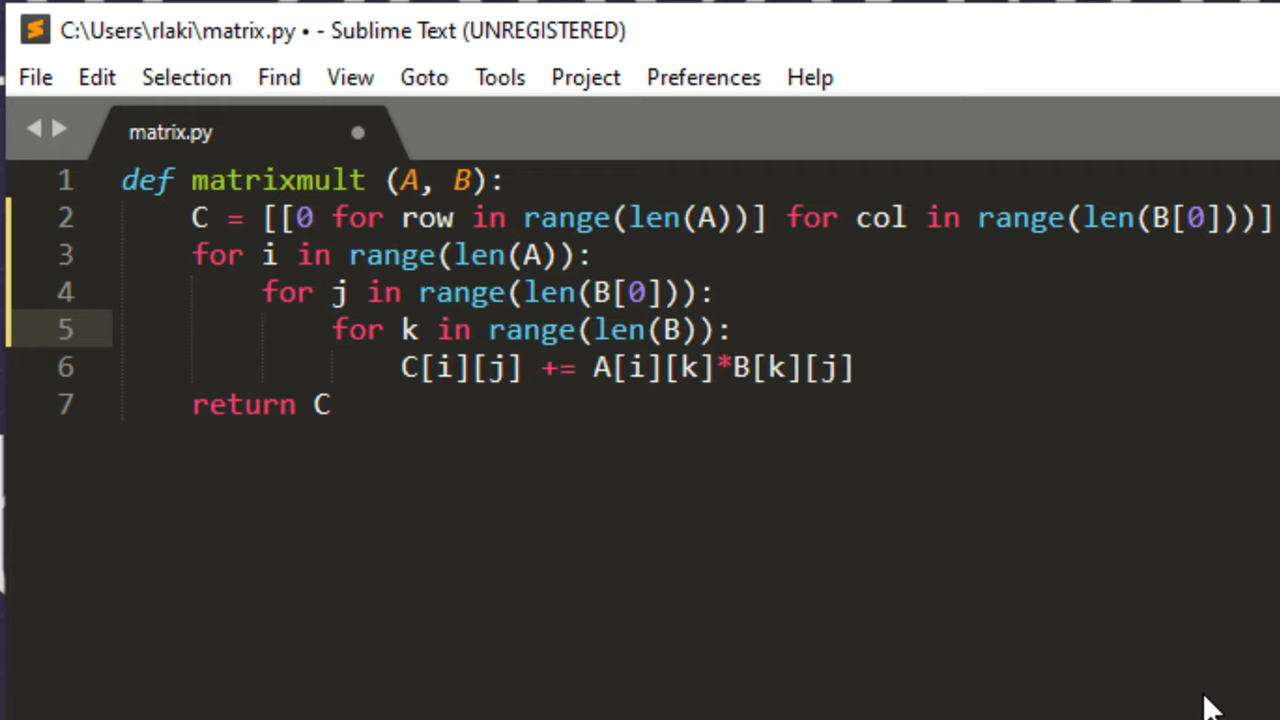 C:\Users\rlaki\matrix.py • - Sublime Text (UNREGISTERED)
File Edit Selection Find View Goto Tools Project Preferences Help
matrix.py
1 def matrixmult (A, B):
2     C = [[0 for row in range(len(A))] for col in range(len(B[0]))]
3     for i in range(len(A)):
4         for j in range(len(B[0])):
5             for k in range(len(B)):
6                 C[i][j] += A[i][k]*B[k][j]
7     return C